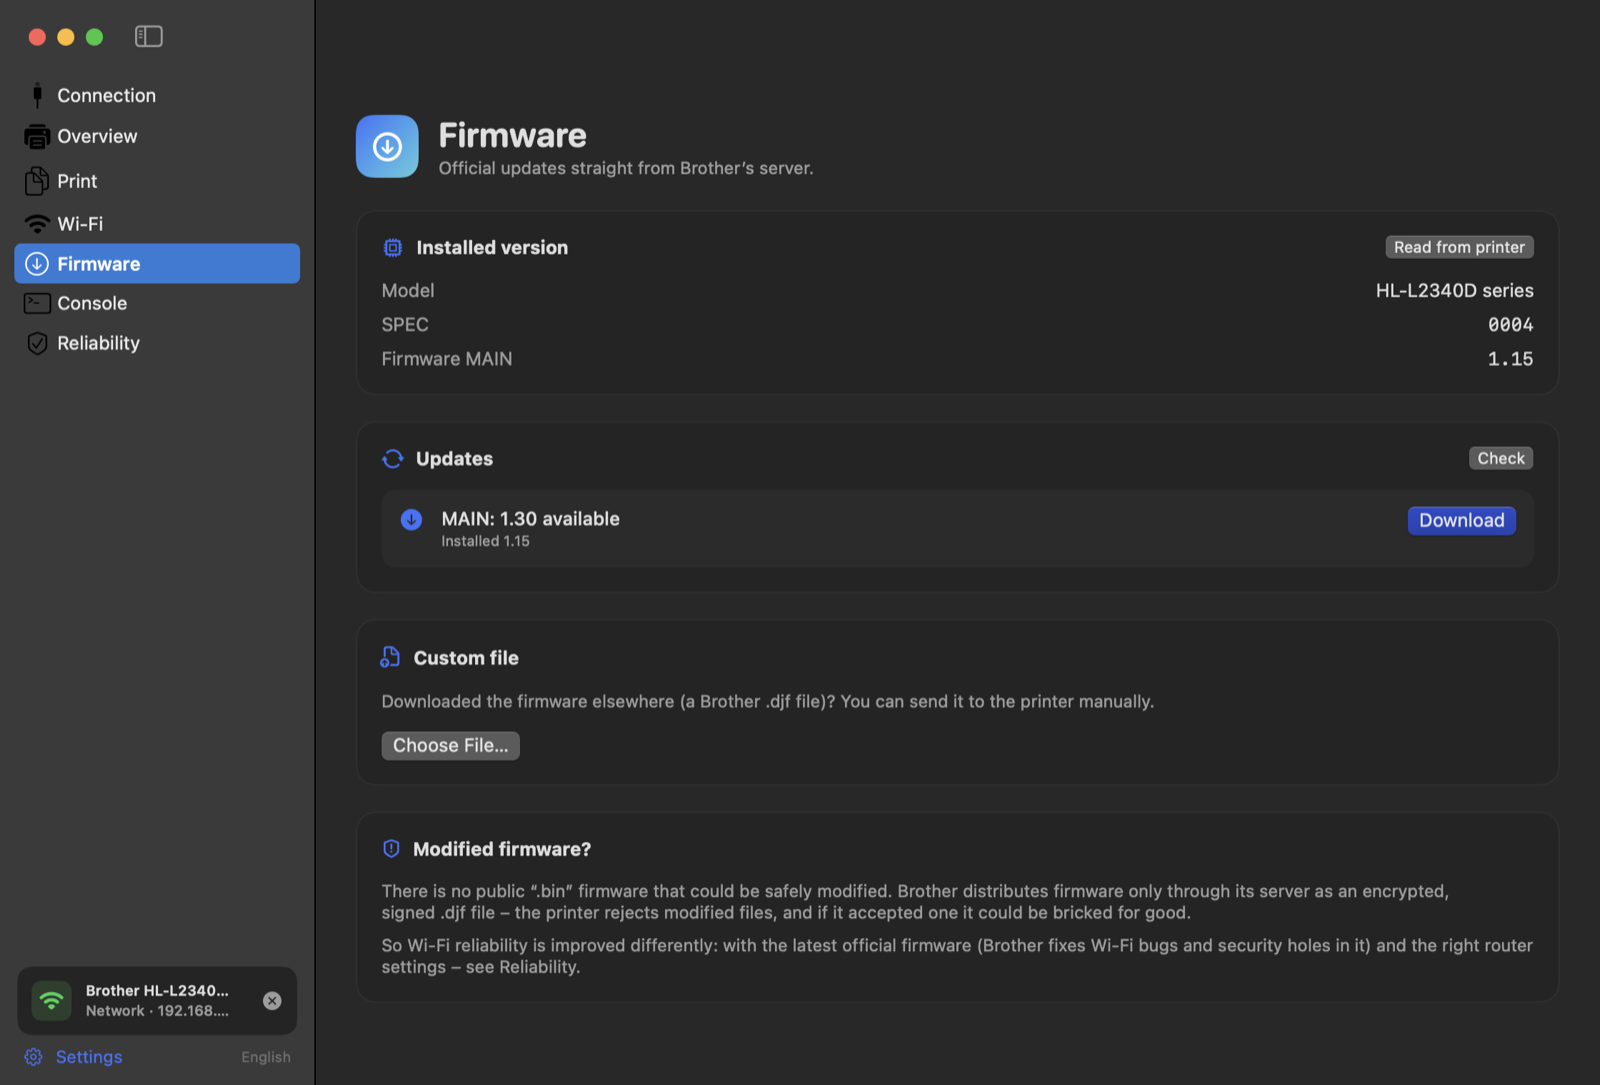 Connection
Overview
Print
Wi-Fi
Firmware
Console
Reliability
Brother HL-L2340...
Network · 192.168....
Settings
English
Firmware
Official updates straight from Brother’s server.
Installed version
Read from printer
Model
HL-L2340D series
SPEC
0004
Firmware MAIN
1.15
Updates
Check
MAIN: 1.30 available
Installed 1.15
Download
Custom file
Downloaded the firmware elsewhere (a Brother .djf file)? You can send it to the printer manually.
Choose File...
Modified firmware?
There is no public “.bin” firmware that could be safely modified. Brother distributes firmware only through its server as an encrypted,
signed .djf file – the printer rejects modified files, and if it accepted one it could be bricked for good.
So Wi-Fi reliability is improved differently: with the latest official firmware (Brother fixes Wi-Fi bugs and security holes in it) and the right router
settings – see Reliability.